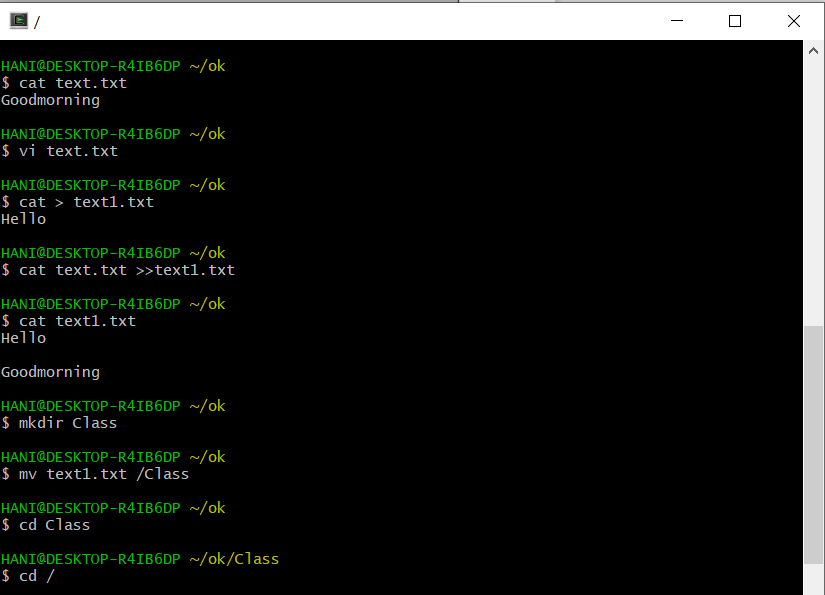 /
HANI@DESKTOP-R4IB6DP ~/ok
$ cat text.txt
Goodmorning
HANI@DESKTOP-R4IB6DP ~/ok
$ vi text.txt
HANI@DESKTOP-R4IB6DP ~/ok
$ cat > text1.txt
Hello
HANI@DESKTOP-R4IB6DP ~/ok
$ cat text.txt >>text1.txt
HANI@DESKTOP-R4IB6DP ~/ok
$ cat text1.txt
Hello
Goodmorning
HANI@DESKTOP-R4IB6DP ~/ok
$ mkdir Class
HANI@DESKTOP-R4IB6DP ~/ok
$ mv text1.txt /Class
HANI@DESKTOP-R4IB6DP ~/ok
$ cd Class
HANI@DESKTOP-R4IB6DP ~/ok/Class
$ cd /